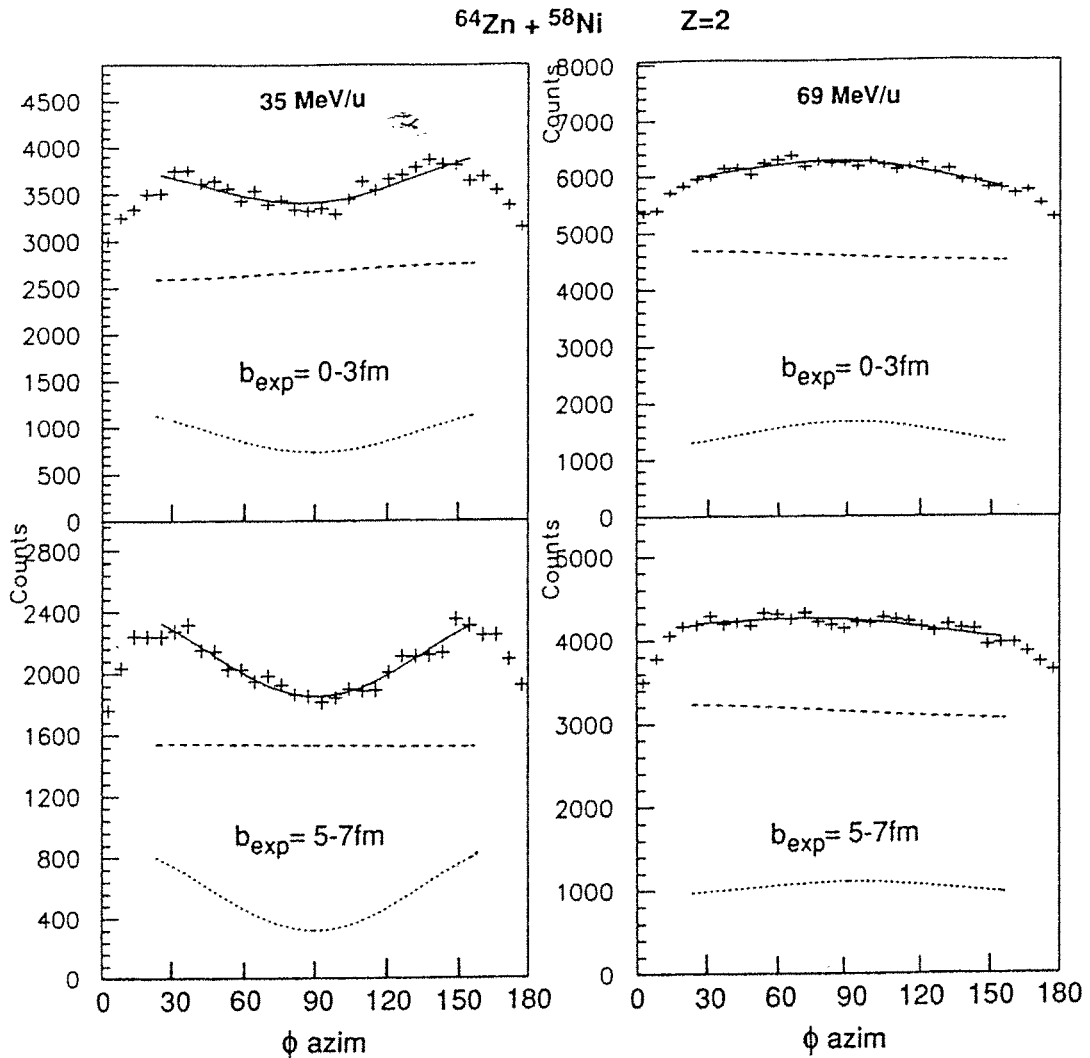 ⁶⁴Zn + ⁵⁸Ni Z=2
35 MeV/u
Counts
4500
4000
3500
3000
2500
2000
1500
1000
500
0
b_exp= 0-3fm
69 MeV/u
Counts
8000
7000
6000
5000
4000
3000
2000
1000
0
b_exp= 0-3fm
Counts
2800
2400
2000
1600
1200
800
400
0
b_exp= 5-7fm
0 30 60 90 120 150 180
ϕ azim
Counts
5000
4000
3000
2000
1000
0
b_exp= 5-7fm
0 30 60 90 120 150 180
ϕ azim